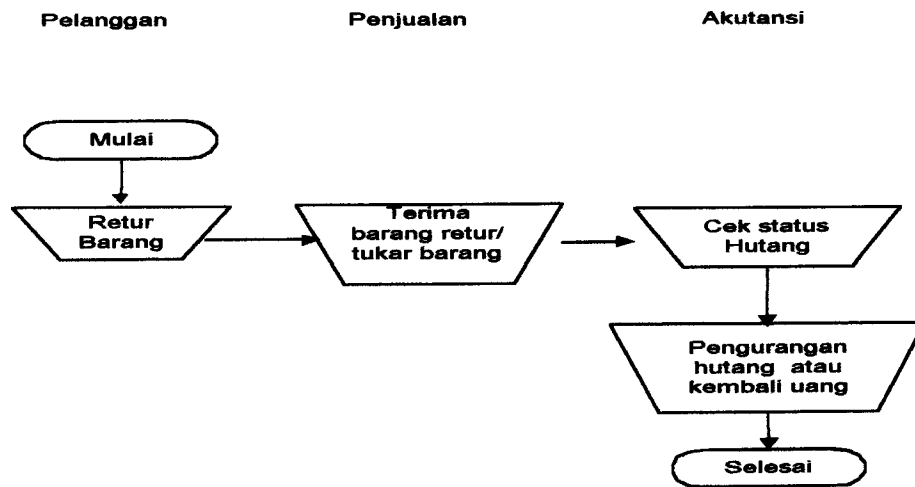 Pelanggan Penjualan Akutansi
Mulai
Retur
Barang
Terima
barang retur/
tukar barang
Cek status
Hutang
Pengurangan
hutang atau
kembali uang
Selesai